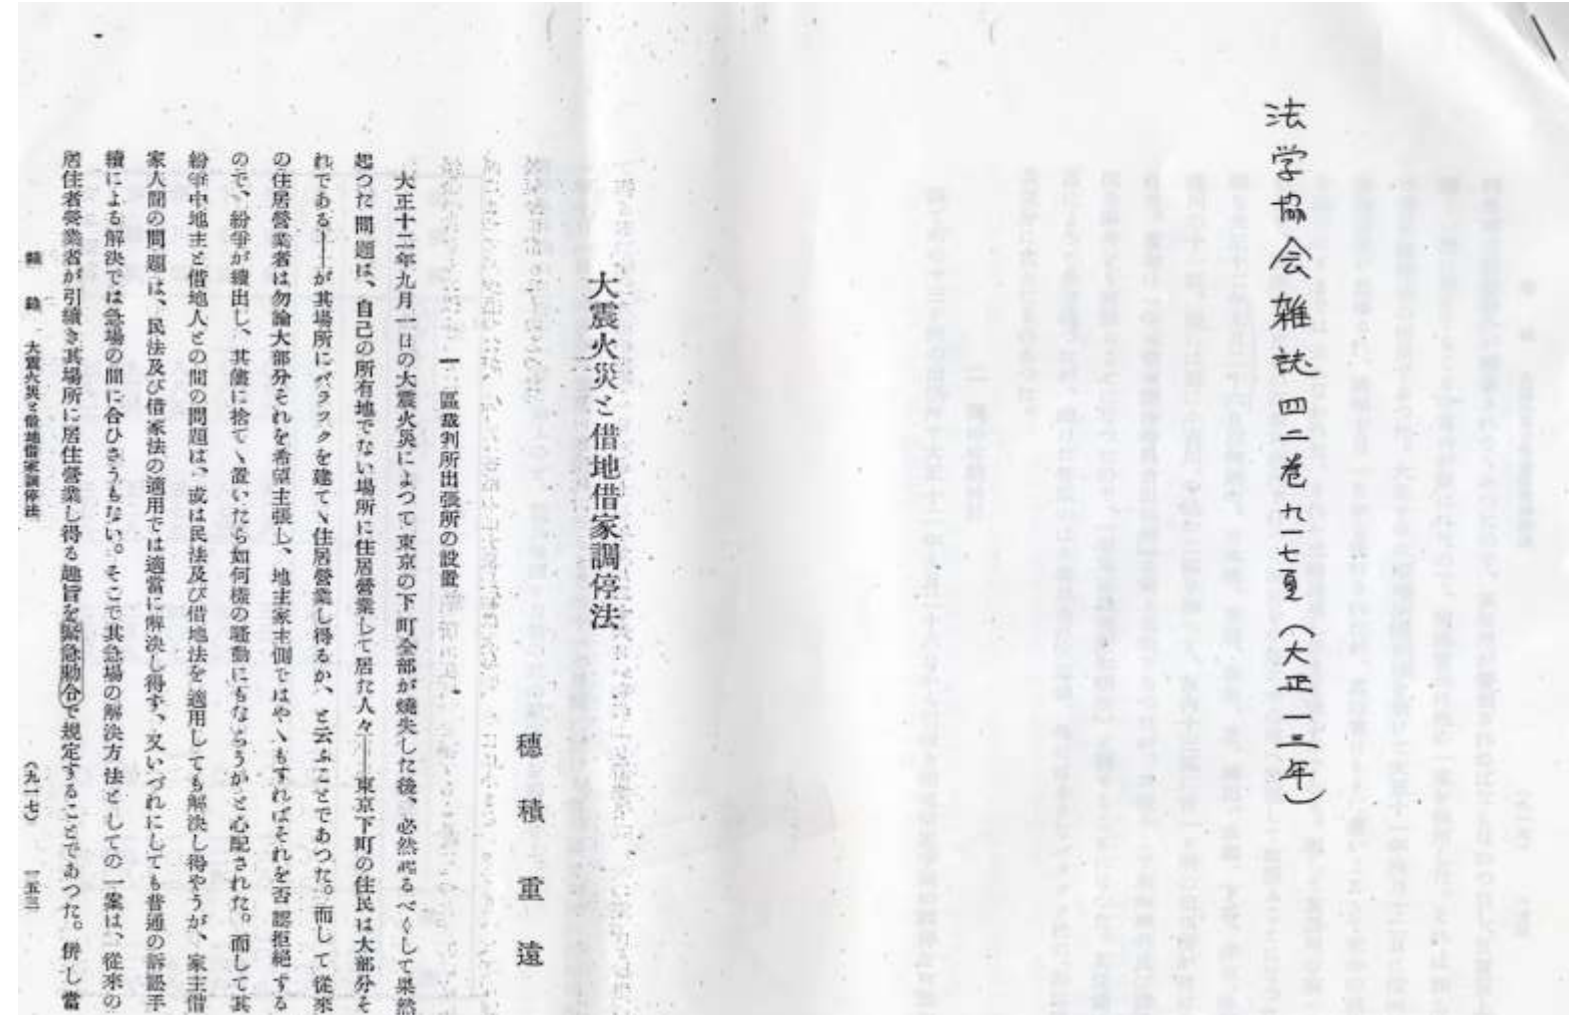 法学協会雑誌四二巻九一七頁(大正一三年)
大震火災と借地借家調停法
穗積重遠
一 區裁判所出張所の設置
大正十二年九月一日の大震火災によつて東京の下町全部が燒失した後、必然起るべくして果然
起つた問題は、自己の所有地でない場所に住居營業して居た人々――東京下町の住民は大部分そ
れである――が其場所にバラックを建てゝ住居營業し得るか、と云ふことであつた。而して從來
の住居營業者は勿論大部分それを希望主張し、地主家主側ではやゝもすればそれを否認拒絕する
ので、紛爭が續出し、其儘に捨てゝ置いたら如何樣の騷動にもならうかと心配された。而して其
紛爭中地主と借地人との間の問題は、或は民法及び借地法を適用しても解決し得やうが、家主借
家人間の問題は、民法及び借家法の適用では適當に解決し得ず、又いづれにしても普通の訴訟手
續による解決では急場の間に合ひさうもない。そこで其急場の解決方法としての一案は、從來の
居住者營業者が引續き其場所に居住營業し得る趣旨を緊急勅令で規定することであつた。併し當
雜錄 大震火災と借地借家調停法 (九一七) 一五三